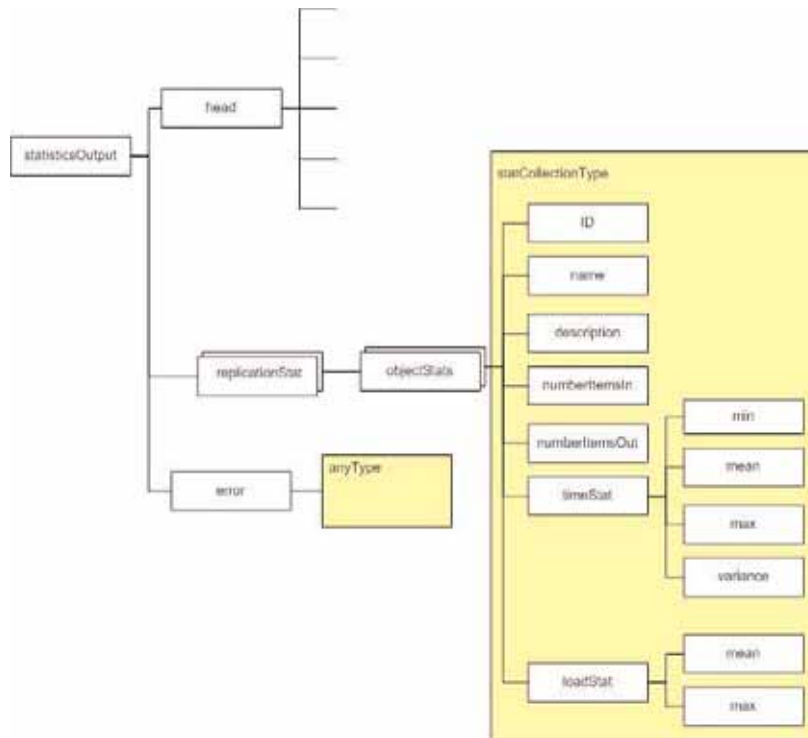 head
statisticsOutput
statCollectionType
ID
name
description
replicationStat
objectStats
numberItemsIn
min
numberItemsOut
anyType
mean
error
timeStat
max
variance
mean
loadStat
max